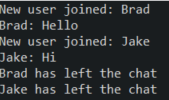 New user joined: Brad
Brad: Hello
New user joined: Jake
Jake: Hi
Brad has left the chat
Jake has left the chat